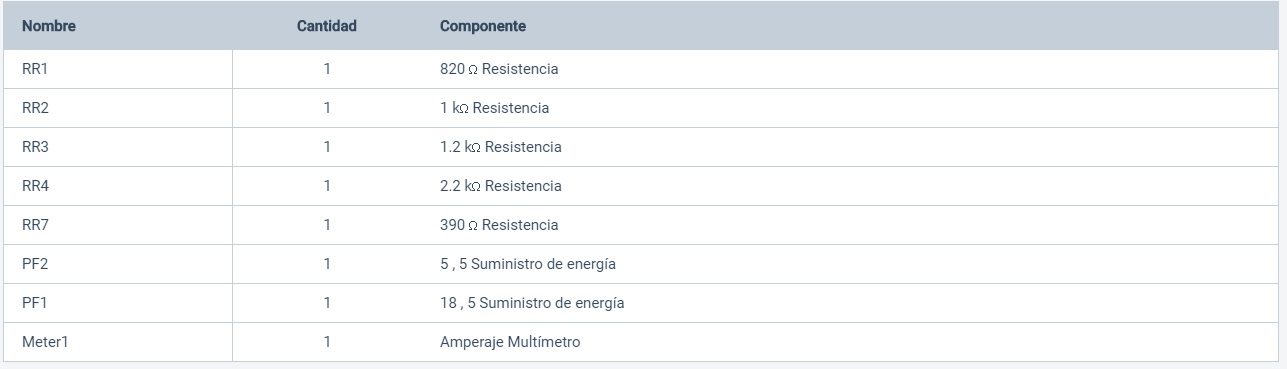 Nombre Cantidad Componente
RR1 1 820 Ω Resistencia
RR2 1 1 kΩ Resistencia
RR3 1 1.2 kΩ Resistencia
RR4 1 2.2 kΩ Resistencia
RR7 1 390 Ω Resistencia
PF2 1 5 , 5 Suministro de energía
PF1 1 18 , 5 Suministro de energía
Meter1 1 Amperaje Multímetro